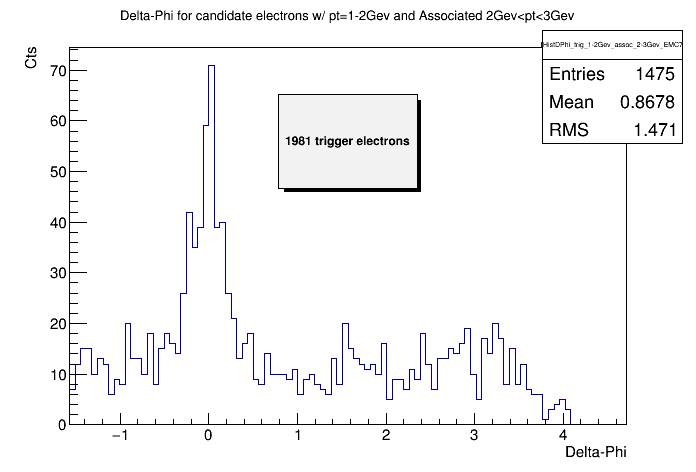 Delta-Phi for candidate electrons w/ pt=1-2Gev and Associated 2Gev<pt<3Gev
Cts
HistDPhi_trig_1-2Gev_assoc_2-3Gev_EMC7
Entries 1475
Mean 0.8678
RMS 1.471
1981 trigger electrons
70
60
50
40
30
20
10
0
−1 0 1 2 3 4
Delta-Phi